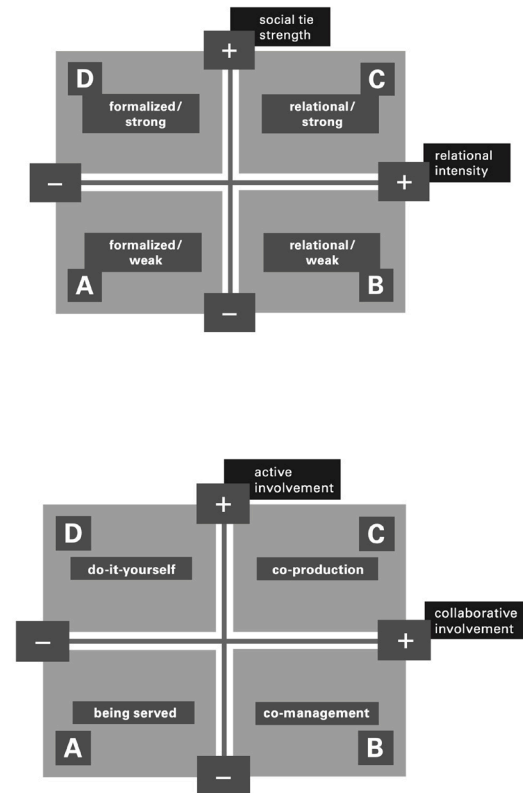 social tie
strength
+
D
C
formalized/
strong
relational/
strong
relational
intensity
–
+
formalized/
weak
relational/
weak
A
B
–
active
involvement
+
D
C
do-it-yourself
co-production
collaborative
involvement
–
+
being served
co-management
A
B
–